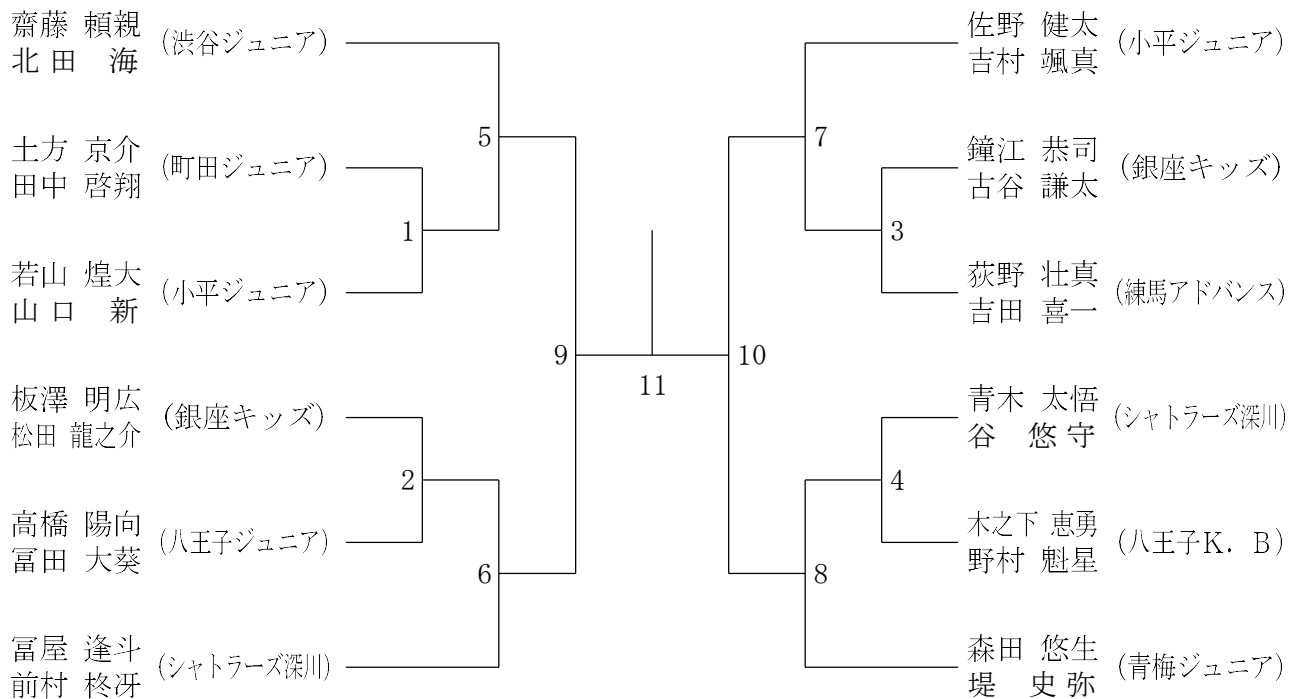 齋藤 頼親
北田 海
(渋谷ジュニア)
土方 京介
田中 啓翔
(町田ジュニア)
若山 煌大
山口 新
(小平ジュニア)
板澤 明広
松田 龍之介
(銀座キッズ)
高橋 陽向
冨田 大葵
(八王子ジュニア)
冨屋 逢斗
前村 柊冴
(シャトラーズ深川)
5
1
2
6
9
11
10
7
3
4
8
佐野 健太
吉村 颯真
(小平ジュニア)
鐘江 恭司
古谷 謙太
(銀座キッズ)
荻野 壮真
吉田 喜一
(練馬アドバンス)
青木 太悟
谷 悠守
(シャトラーズ深川)
木之下 恵勇
野村 魁星
(八王子K．B)
森田 悠生
堤 史弥
(青梅ジュニア)